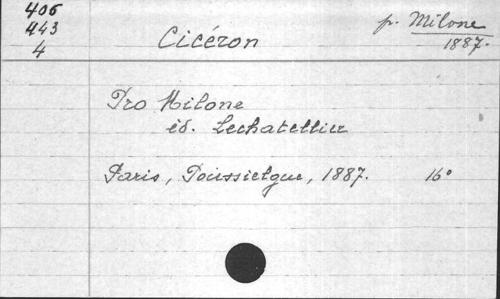 406
443
4
Cicéron
p. Milone
1887.
Pro Milone
éd. Lechatellier
Paris, Poussielgue, 1887. 16°